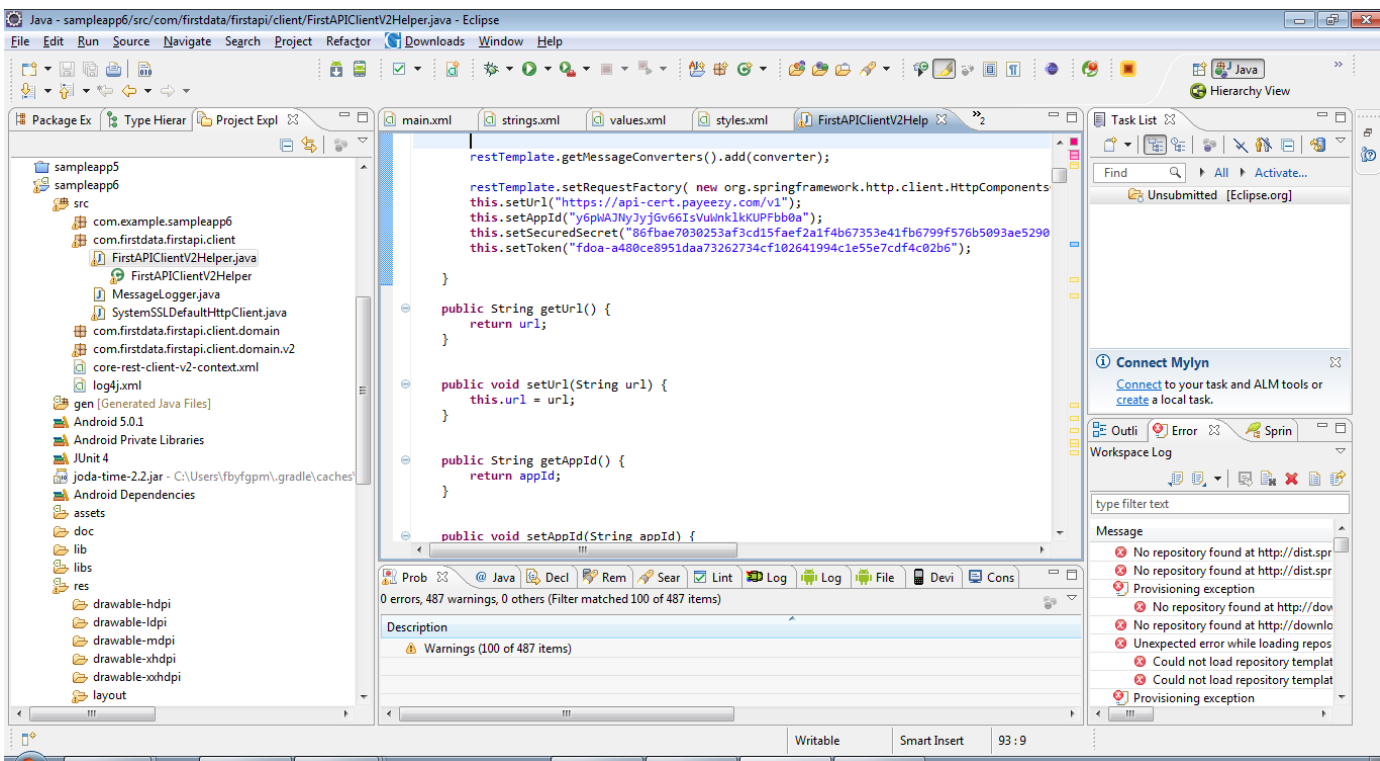 Java - sampleapp6/src/com/firstdata/firstapi/client/FirstAPIClientV2Helper.java - Eclipse
File Edit Run Source Navigate Search Project Refactor Downloads Window Help
Java
Hierarchy View
Package Ex Type Hierar Project Expl
sampleapp5
sampleapp6
src
com.example.sampleapp6
com.firstdata.firstapi.client
FirstAPIClientV2Helper.java
FirstAPIClientV2Helper
MessageLogger.java
SystemSSLDefaultHttpClient.java
com.firstdata.firstapi.client.domain
com.firstdata.firstapi.client.domain.v2
core-rest-client-v2-context.xml
log4j.xml
gen [Generated Java Files]
Android 5.0.1
Android Private Libraries
JUnit 4
joda-time-2.2.jar - C:\Users\fbyfgpm\.gradle\caches\
Android Dependencies
assets
doc
lib
libs
res
drawable-hdpi
drawable-ldpi
drawable-mdpi
drawable-xhdpi
drawable-xxhdpi
layout
main.xml strings.xml values.xml styles.xml FirstAPIClientV2Help 2
restTemplate.getMessageConverters().add(converter);
restTemplate.setRequestFactory( new org.springframework.http.client.HttpComponents
this.setUrl("https://api-cert.payeezy.com/v1");
this.setAppId("y6pWAJNyJyjGv66IsVuWnklkKUPFbb0a");
this.setSecuredSecret("86fbae7030253af3cd15faef2a1f4b67353e41fb6799f576b5093ae5290
this.setToken("fdoa-a480ce8951daa73262734cf102641994c1e55e7cdf4c02b6");
}
public String getUrl() {
return url;
}
public void setUrl(String url) {
this.url = url;
}
public String getAppId() {
return appId;
}
public void setAppId(String appId) {
Task List
Find All Activate...
Unsubmitted [Eclipse.org]
Connect Mylyn
Connect to your task and ALM tools or
create a local task.
Outli Error Sprin
Workspace Log
type filter text
Message
No repository found at http://dist.spr
No repository found at http://dist.spr
Provisioning exception
No repository found at http://dow
No repository found at http://downlo
Unexpected error while loading repos
Could not load repository templat
Could not load repository templat
Provisioning exception
Prob Java Decl Rem Sear Lint Log Log File Devi Cons
0 errors, 487 warnings, 0 others (Filter matched 100 of 487 items)
Description
Warnings (100 of 487 items)
Writable Smart Insert 93 : 9